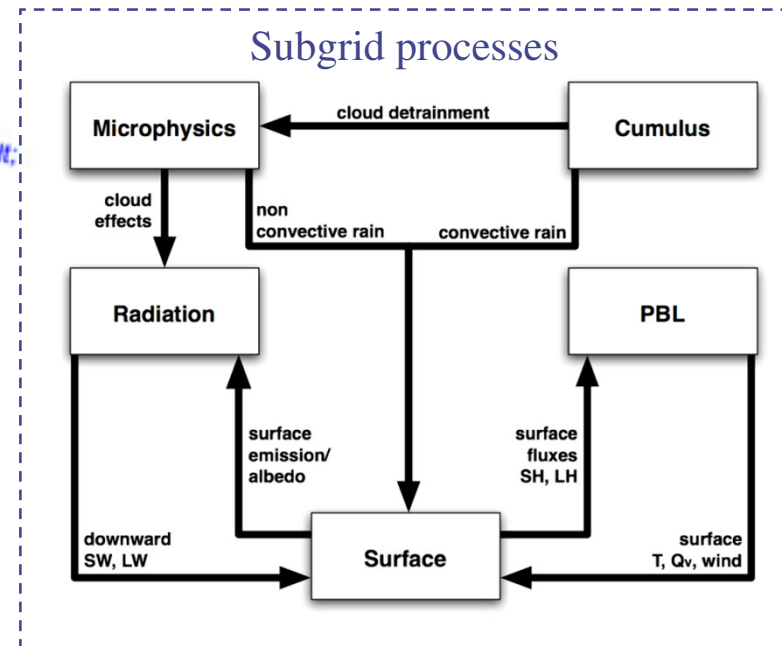 Subgrid processes
Microphysics
cloud detrainment
Cumulus
cloud
effects
non
convective rain
convective rain
Radiation
PBL
surface
emission/
albedo
surface
fluxes
SH, LH
downward
SW, LW
Surface
surface
T, Qv, wind